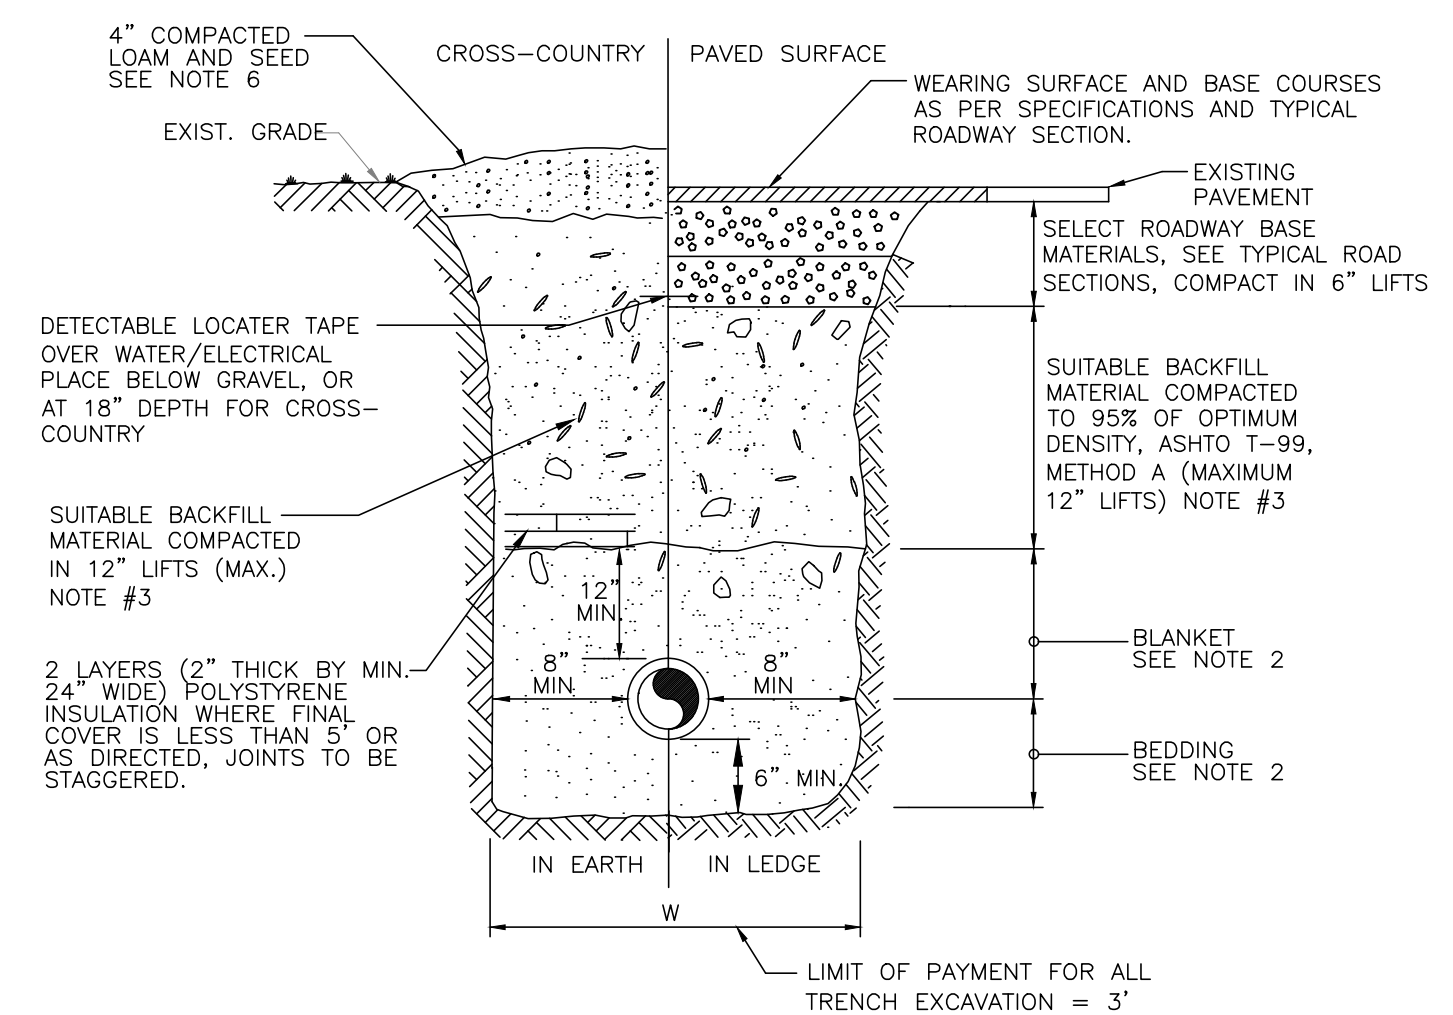 4” COMPACTED
LOAM AND SEED
SEE NOTE 6
CROSS–COUNTRY
PAVED SURFACE
WEARING SURFACE AND BASE COURSES
AS PER SPECIFICATIONS AND TYPICAL
ROADWAY SECTION.
EXIST. GRADE
EXISTING
PAVEMENT
SELECT ROADWAY BASE
MATERIALS, SEE TYPICAL ROAD
SECTIONS, COMPACT IN 6” LIFTS
DETECTABLE LOCATER TAPE
OVER WATER/ELECTRICAL
PLACE BELOW GRAVEL, OR
AT 18” DEPTH FOR CROSS–
COUNTRY
SUITABLE BACKFILL
MATERIAL COMPACTED
TO 95% OF OPTIMUM
DENSITY, ASHTO T–99,
METHOD A (MAXIMUM
12” LIFTS) NOTE #3
SUITABLE BACKFILL
MATERIAL COMPACTED
IN 12” LIFTS (MAX.)
NOTE #3
12”
MIN.
2 LAYERS (2” THICK BY MIN.
24” WIDE) POLYSTYRENE
INSULATION WHERE FINAL
COVER IS LESS THAN 5’ OR
AS DIRECTED, JOINTS TO BE
STAGGERED.
8”
MIN
8”
MIN
BLANKET
SEE NOTE 2
6” MIN.
BEDDING
SEE NOTE 2
IN EARTH
IN LEDGE
W
LIMIT OF PAYMENT FOR ALL
TRENCH EXCAVATION = 3’